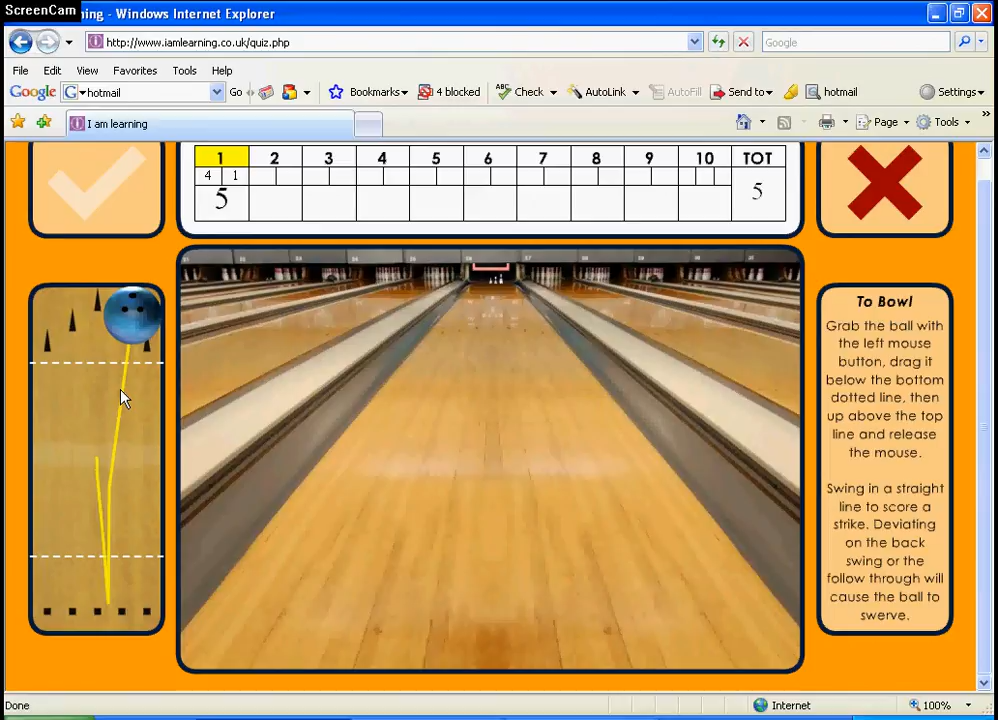 ScreenCam
ning - Windows Internet Explorer
http://www.iamlearning.co.uk/quiz.php
Google
File Edit View Favorites Tools Help
Google G hotmail Go Bookmarks 4 blocked ABC Check AutoLink AutoFill Send to hotmail Settings
I am learning
Page Tools
1 2 3 4 5 6 7 8 9 10 TOT
4 1
5
5
To Bowl
Grab the ball with
the left mouse
button, drag it
below the bottom
dotted line, then
up above the top
line and release
the mouse.
Swing in a straight
line to score a
strike. Deviating
on the back
swing or the
follow through will
cause the ball to
swerve.
Done
Internet
100%